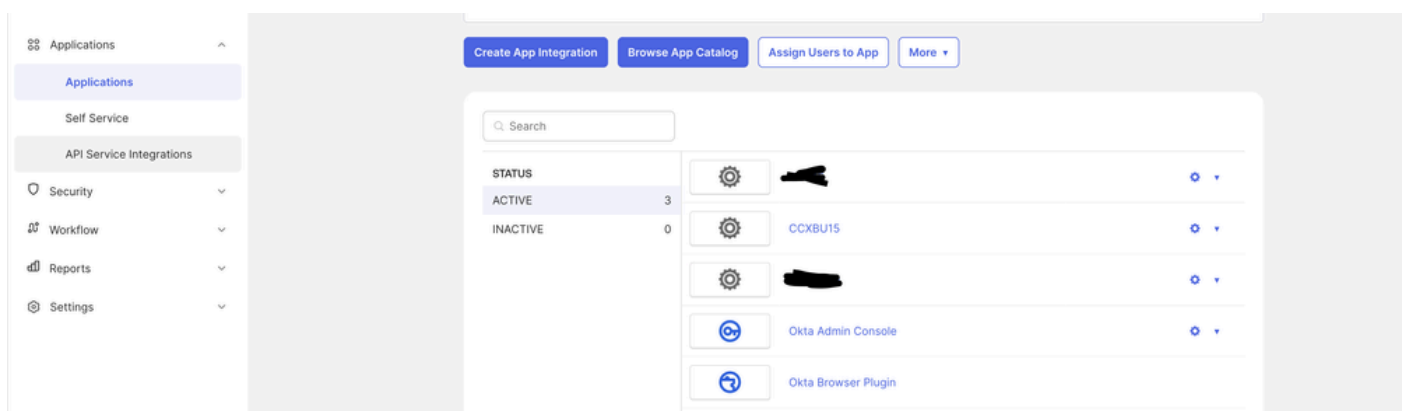 Applications
Applications
Self Service
API Service Integrations
Security
Workflow
Reports
Settings
Create App Integration
Browse App Catalog
Assign Users to App
More
Search
STATUS
ACTIVE 3
INACTIVE 0
CCXBU15
Okta Admin Console
Okta Browser Plugin